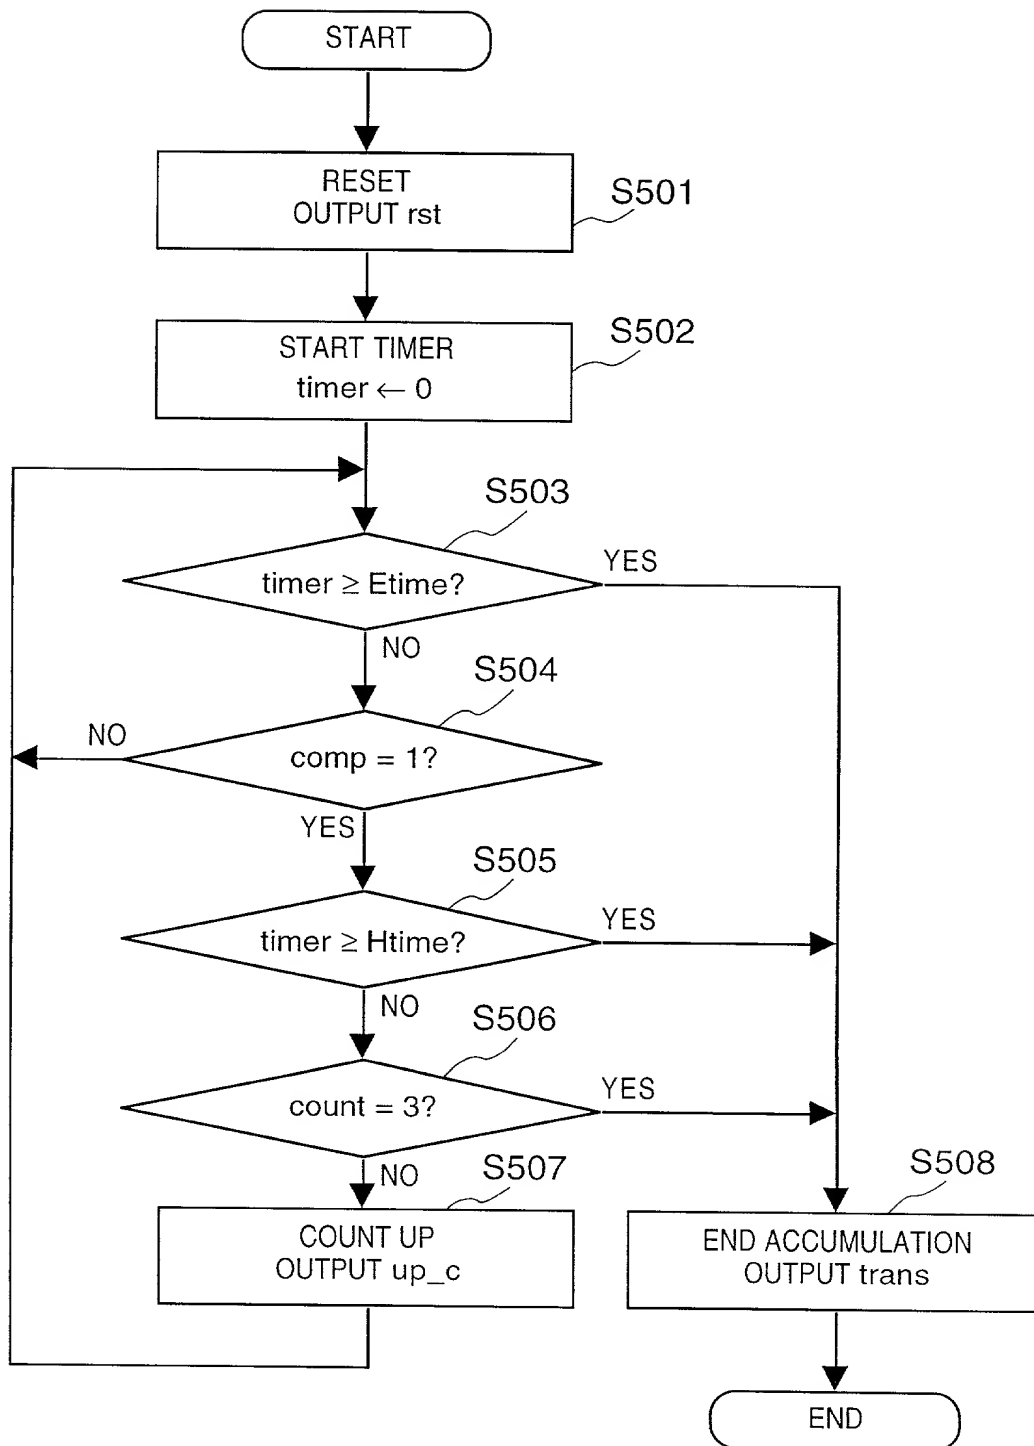 START
RESET
OUTPUT rst
S501
START TIMER
timer ← 0
S502
S503
timer ≥ Etime?
YES
NO
S504
comp = 1?
NO
YES
S505
timer ≥ Htime?
YES
NO
S506
count = 3?
YES
NO
S507
COUNT UP
OUTPUT up_c
S508
END ACCUMULATION
OUTPUT trans
END